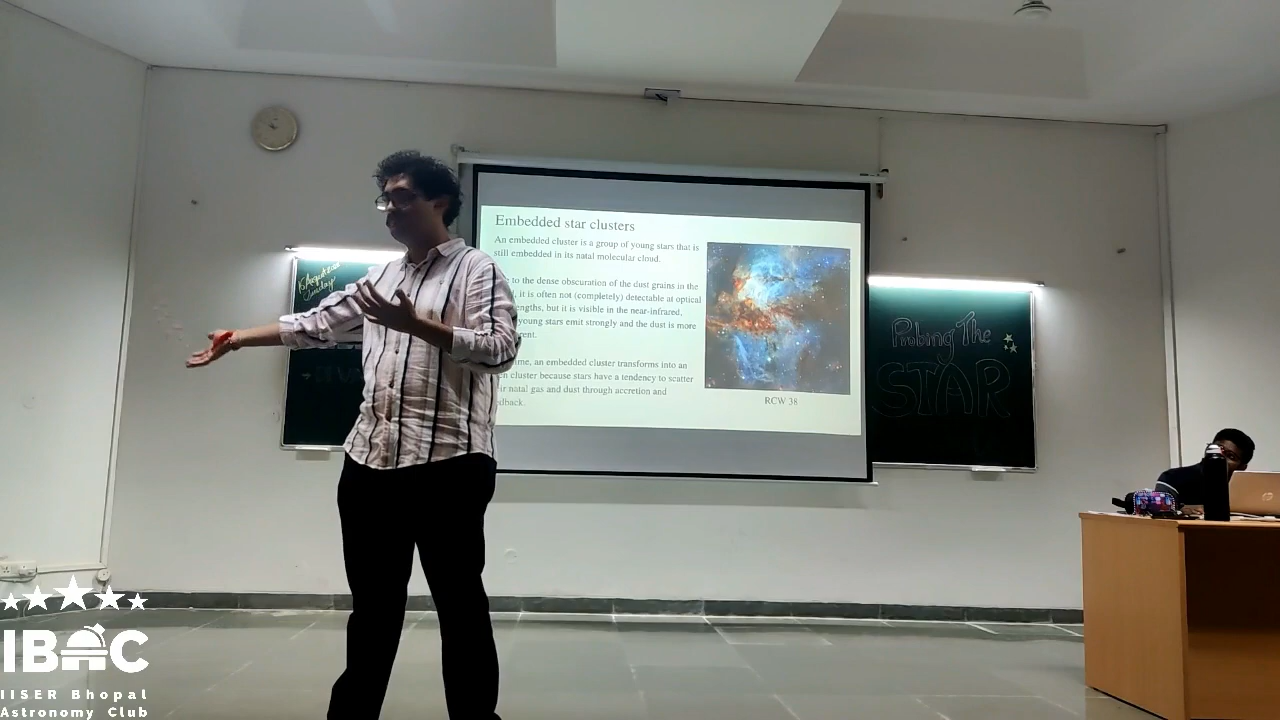 Embedded star clusters
An embedded cluster is a group of young stars that is
still embedded in its natal molecular cloud.
to the dense obscuration of the dust grains in the
, it is often not (completely) detectable at optical
engths, but it is visible in the near-infrared,
young stars emit strongly and the dust is more
rent.
ime, an embedded cluster transforms into an
n cluster because stars have a tendency to scatter
ir natal gas and dust through accretion and
dback.
RCW 38
Probing The
STAR
IBAC
IISER Bhopal
Astronomy Club